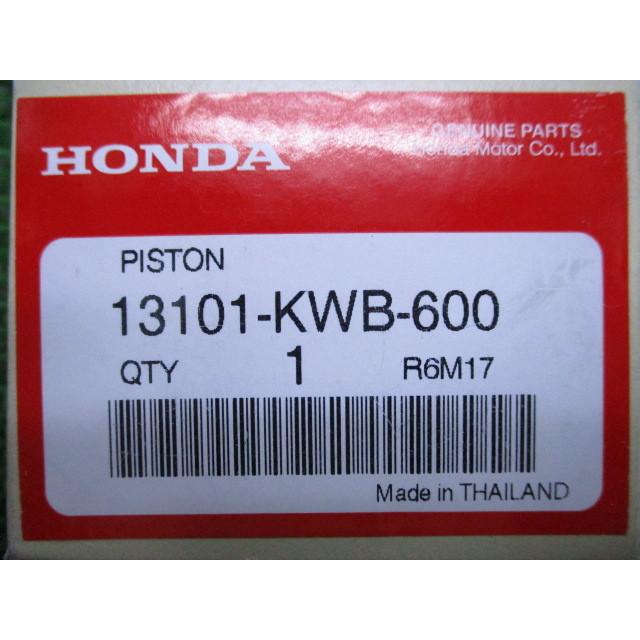 HONDA
GENUINE PARTS
Honda Motor Co., Ltd.
PISTON
13101-KWB-600
QTY 1 R6M17
Made in THAILAND